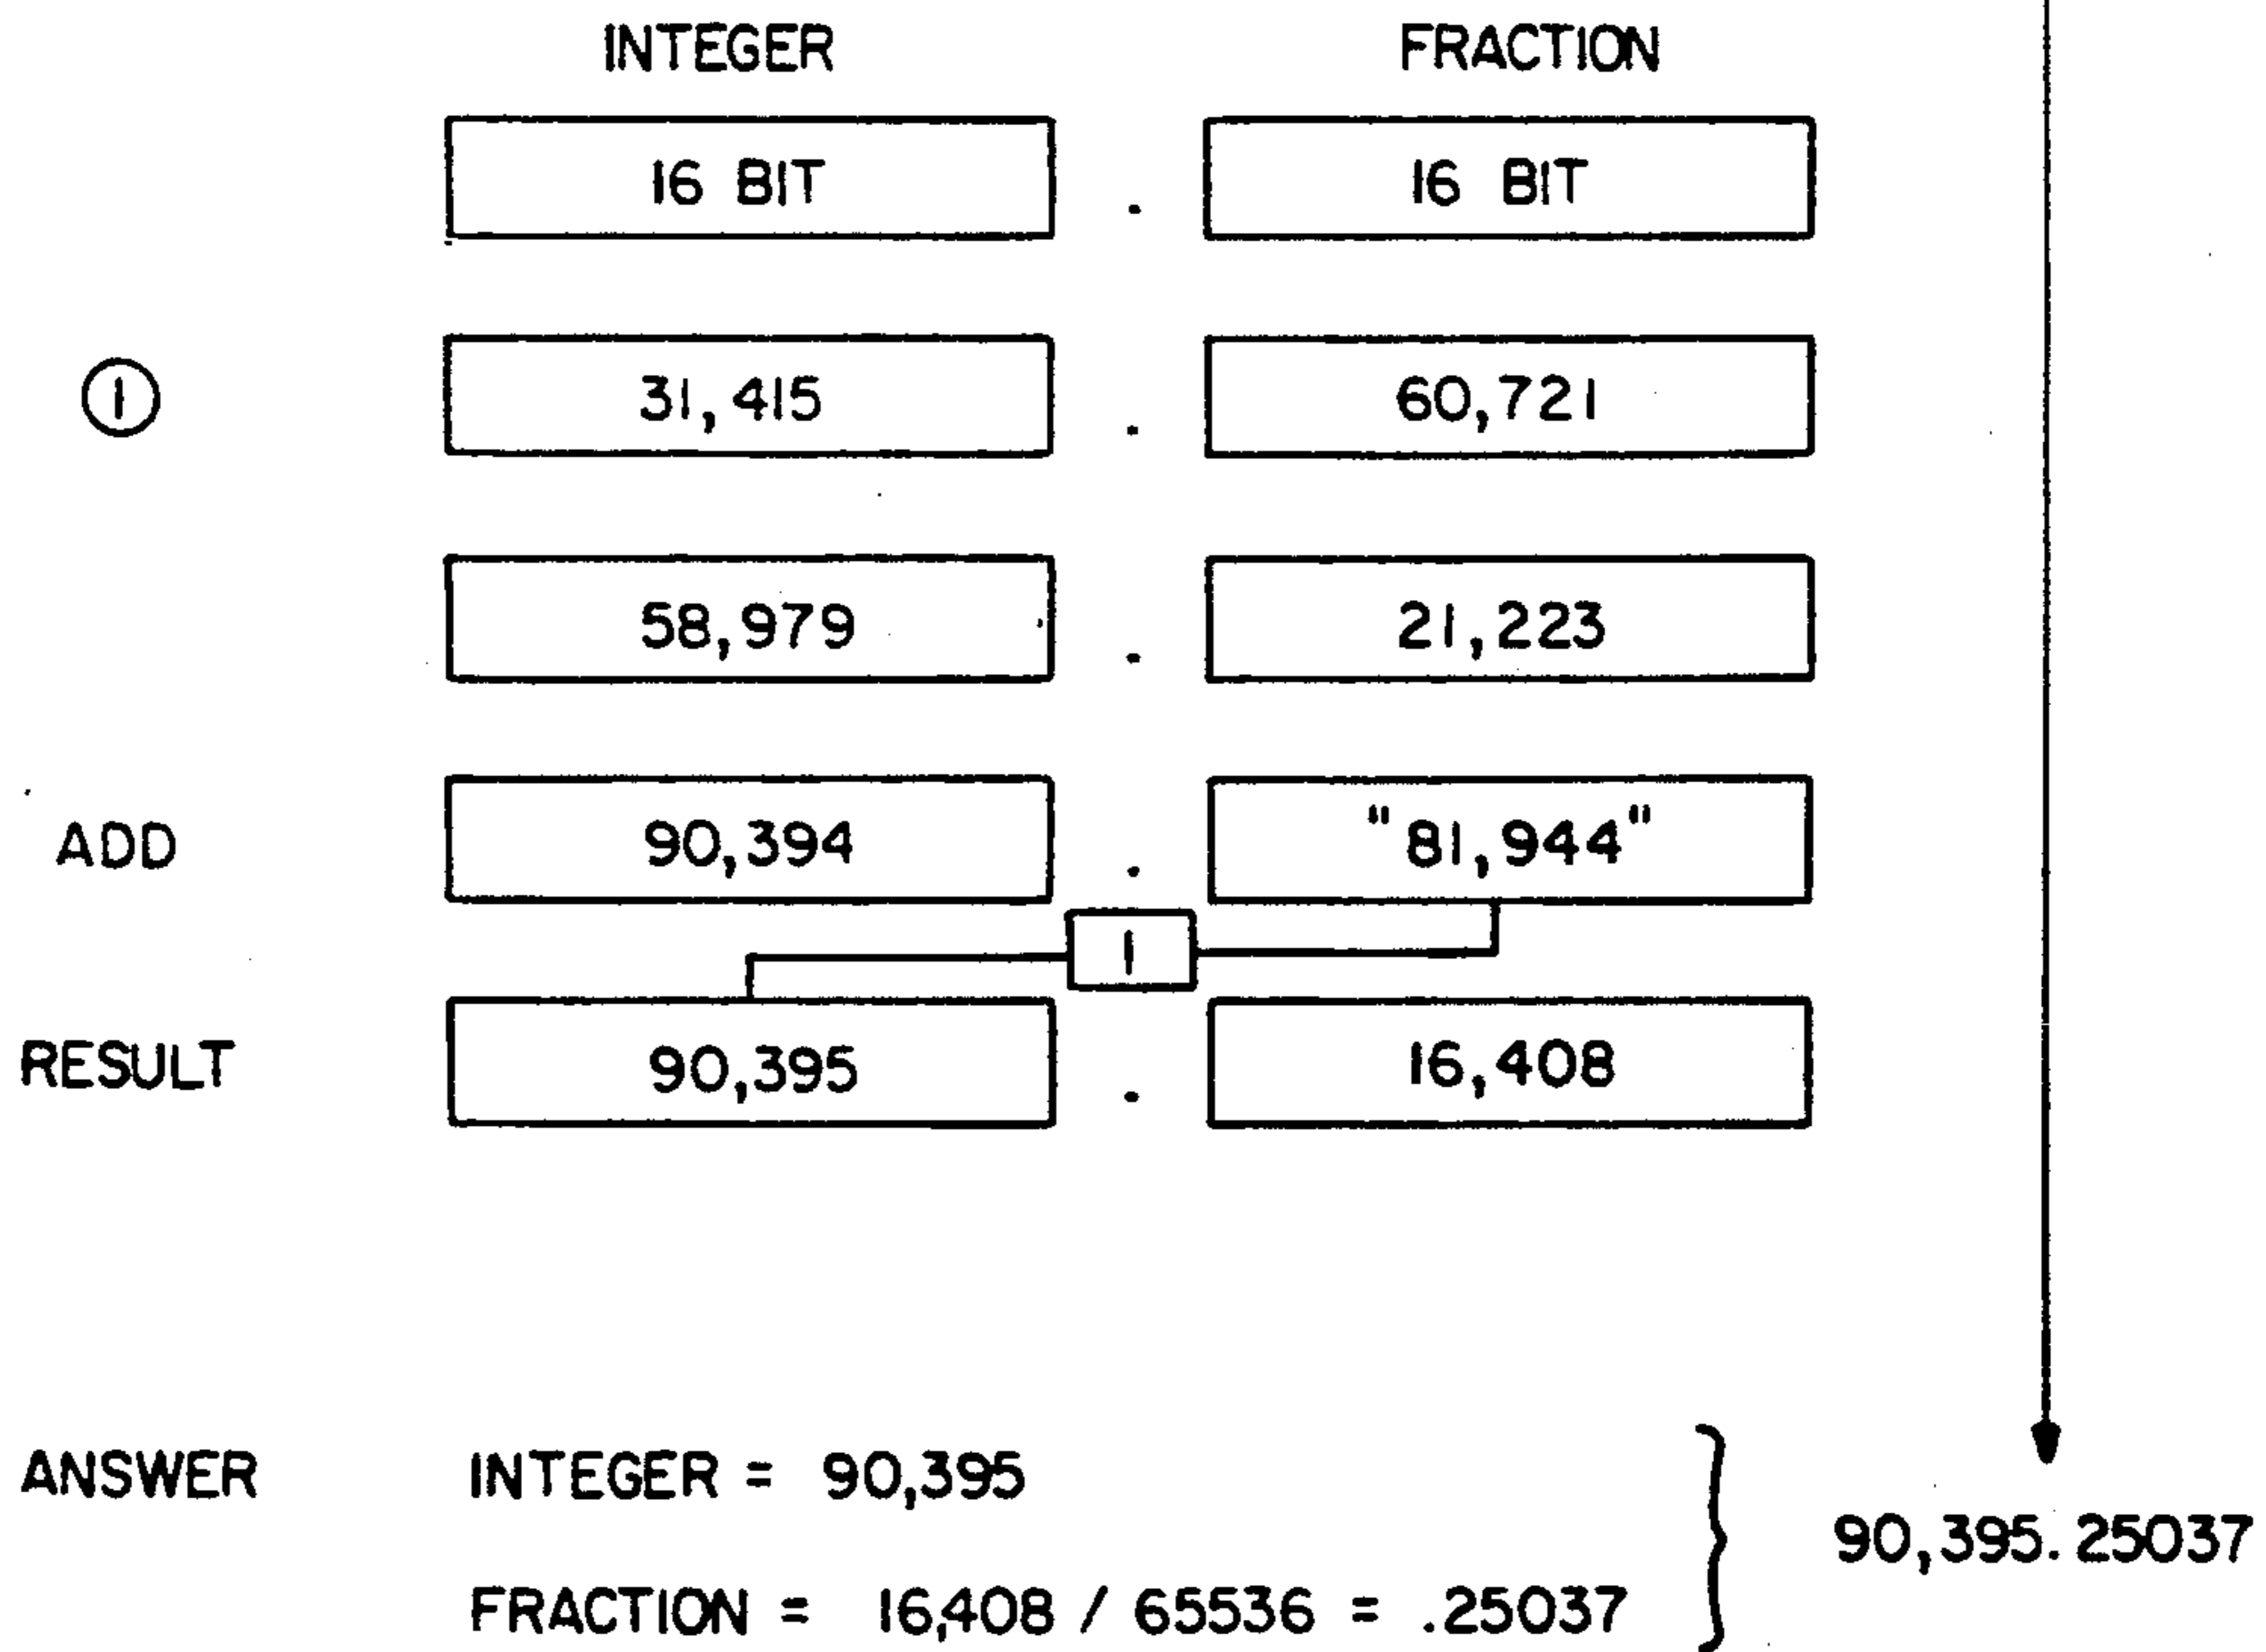 INTEGER FRACTION
16 BIT . 16 BIT
1 31,415 . 60,721
58,979 . 21,223
ADD 90,394 . "81,944"
1
RESULT 90,395 . 16,408
ANSWER INTEGER = 90,395
90,395.25037
FRACTION = 16,408 / 65536 = .25037